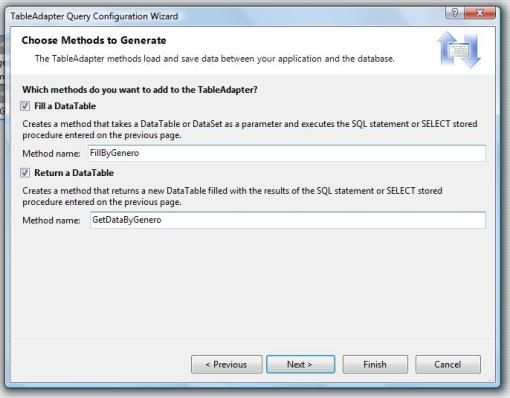 TableAdapter Query Configuration Wizard
Choose Methods to Generate
The TableAdapter methods load and save data between your application and the database.
Which methods do you want to add to the TableAdapter?
Fill a DataTable
Creates a method that takes a DataTable or DataSet as a parameter and executes the SQL statement or SELECT stored
procedure entered on the previous page.
Method name: FillByGenero
Return a DataTable
Creates a method that returns a new DataTable filled with the results of the SQL statement or SELECT stored
procedure entered on the previous page.
Method name: GetDataByGenero
< Previous Next > Finish Cancel